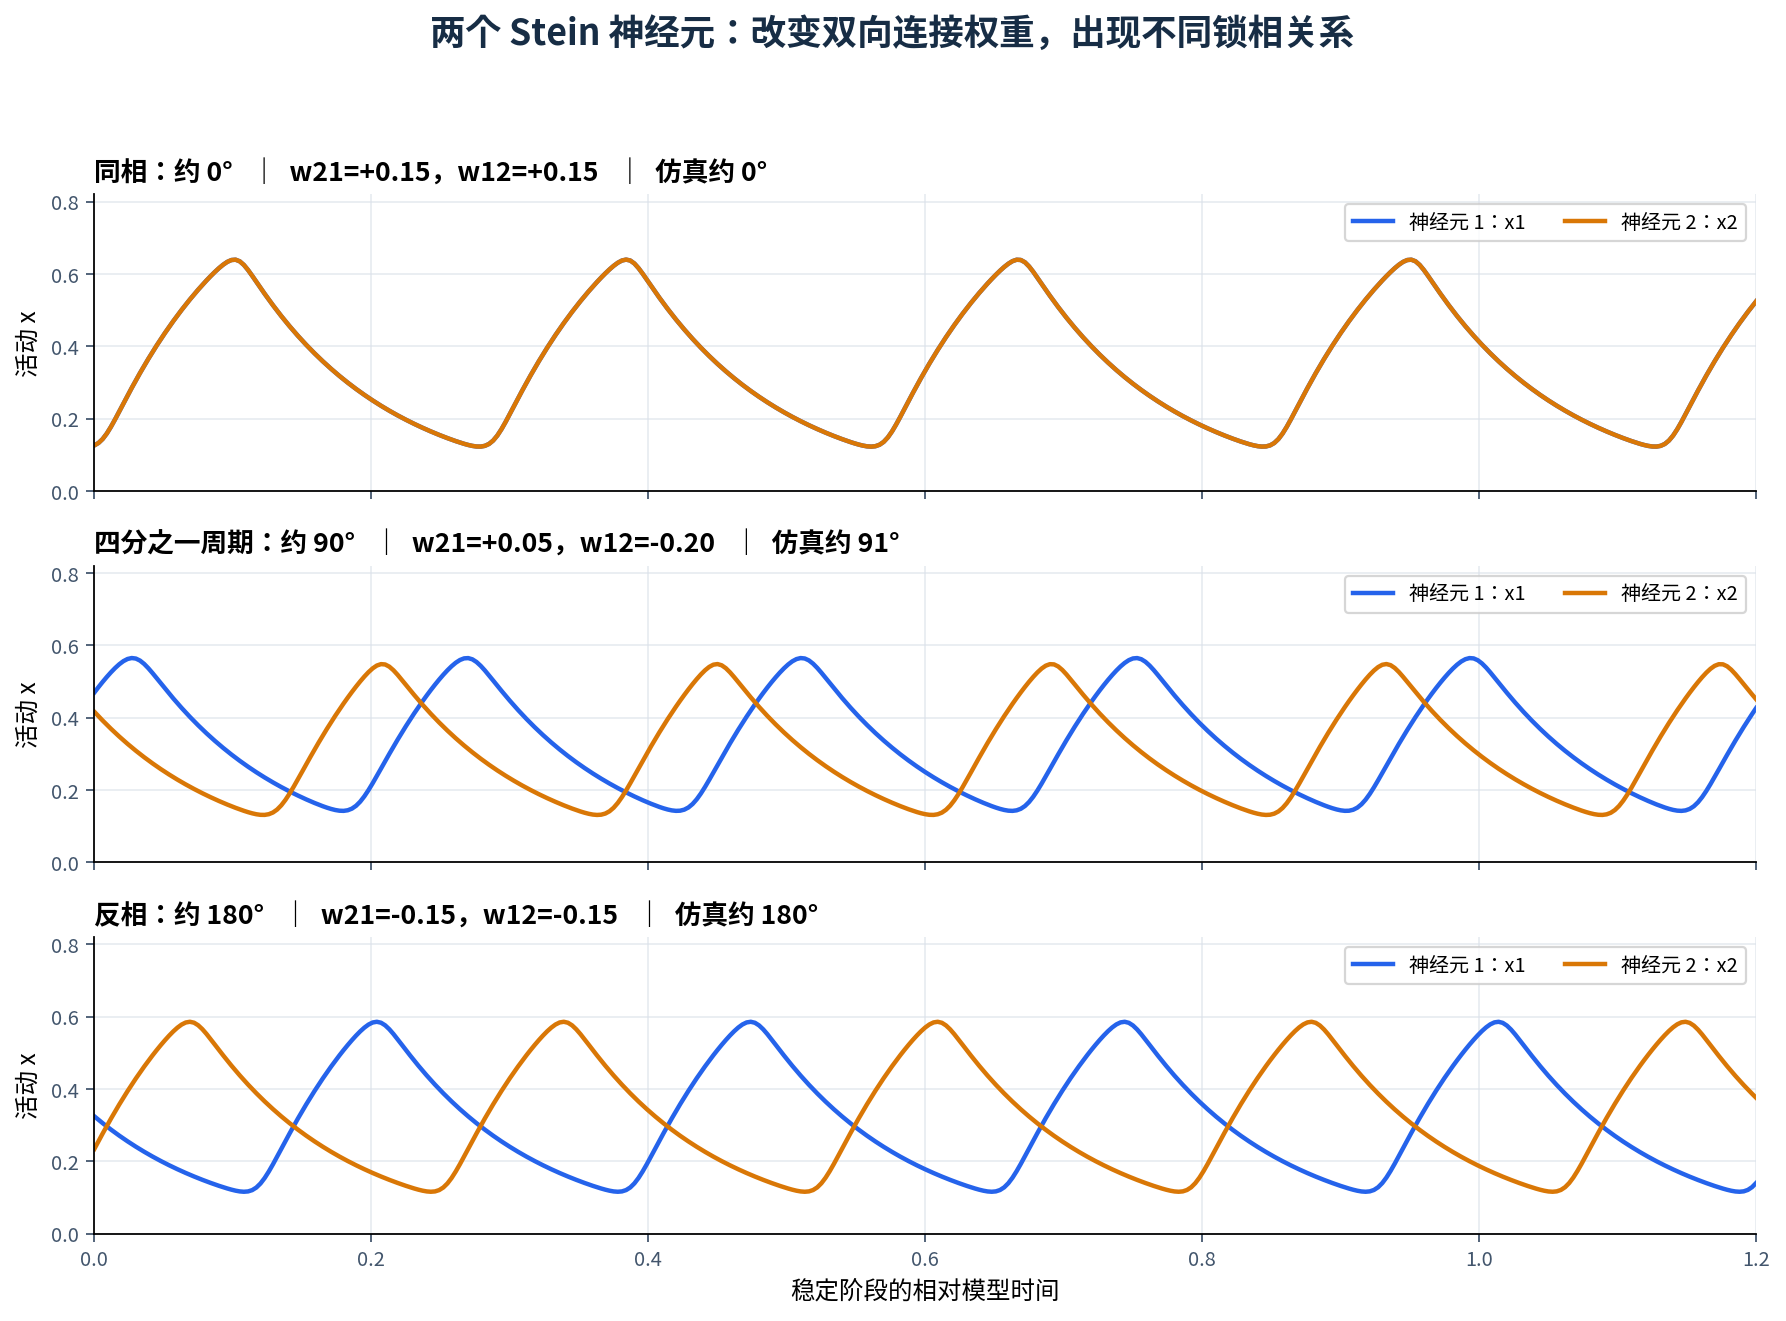 两个 Stein 神经元：改变双向连接权重，出现不同锁相关系
同相：约 0° ｜ w21=+0.15，w12=+0.15 ｜ 仿真约 0°
神经元 1：x1 神经元 2：x2
活动 x
0.8
0.6
0.4
0.2
0.0
四分之一周期：约 90° ｜ w21=+0.05，w12=-0.20 ｜ 仿真约 91°
神经元 1：x1 神经元 2：x2
活动 x
0.8
0.6
0.4
0.2
0.0
反相：约 180° ｜ w21=-0.15，w12=-0.15 ｜ 仿真约 180°
神经元 1：x1 神经元 2：x2
活动 x
0.8
0.6
0.4
0.2
0.0
0.0 0.2 0.4 0.6 0.8 1.0 1.2
稳定阶段的相对模型时间